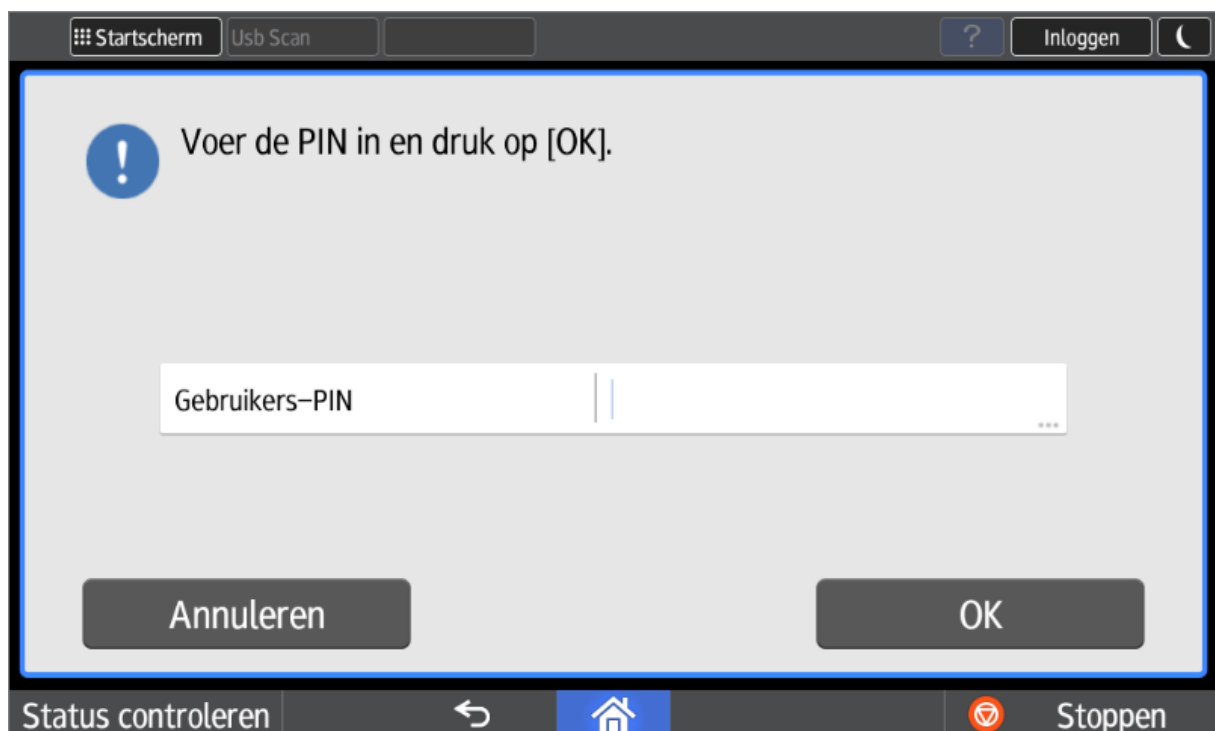 Startscherm
Usb Scan
?
Inloggen
!
Voer de PIN in en druk op [OK].
Gebruikers-PIN
...
Annuleren
OK
Status controleren
Stoppen